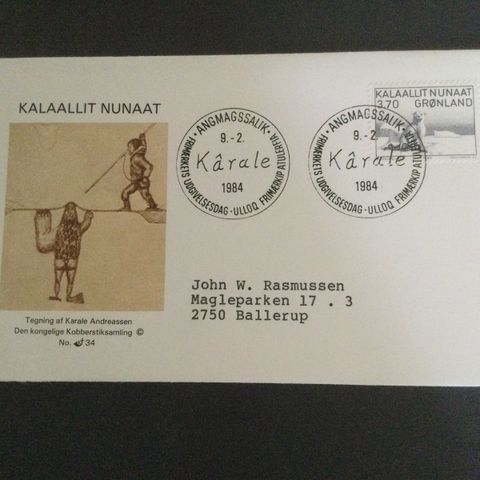 KALAALLIT NUNAAT
ANGMAGSSALIK
9.-2.
Kârale
1984
FRIMÆRKETS UDGIVELSESDAG - ULLOQ FRIMÆRKIP ATULERFIA
ANGMAGSSALIK
9.-2
Kârale
1984
FRIMÆRKETS UDGIVELSESDAG - ULLOQ FRIMÆRKIP ATULERFIA
KALAALLIT NUNAAT
3.70 GRØNLAND
John W. Rasmussen
Magleparken 17 . 3
2750 Ballerup
Tegning af Karale Andreassen
Den kongelige Kobberstiksamling ©
No. 34